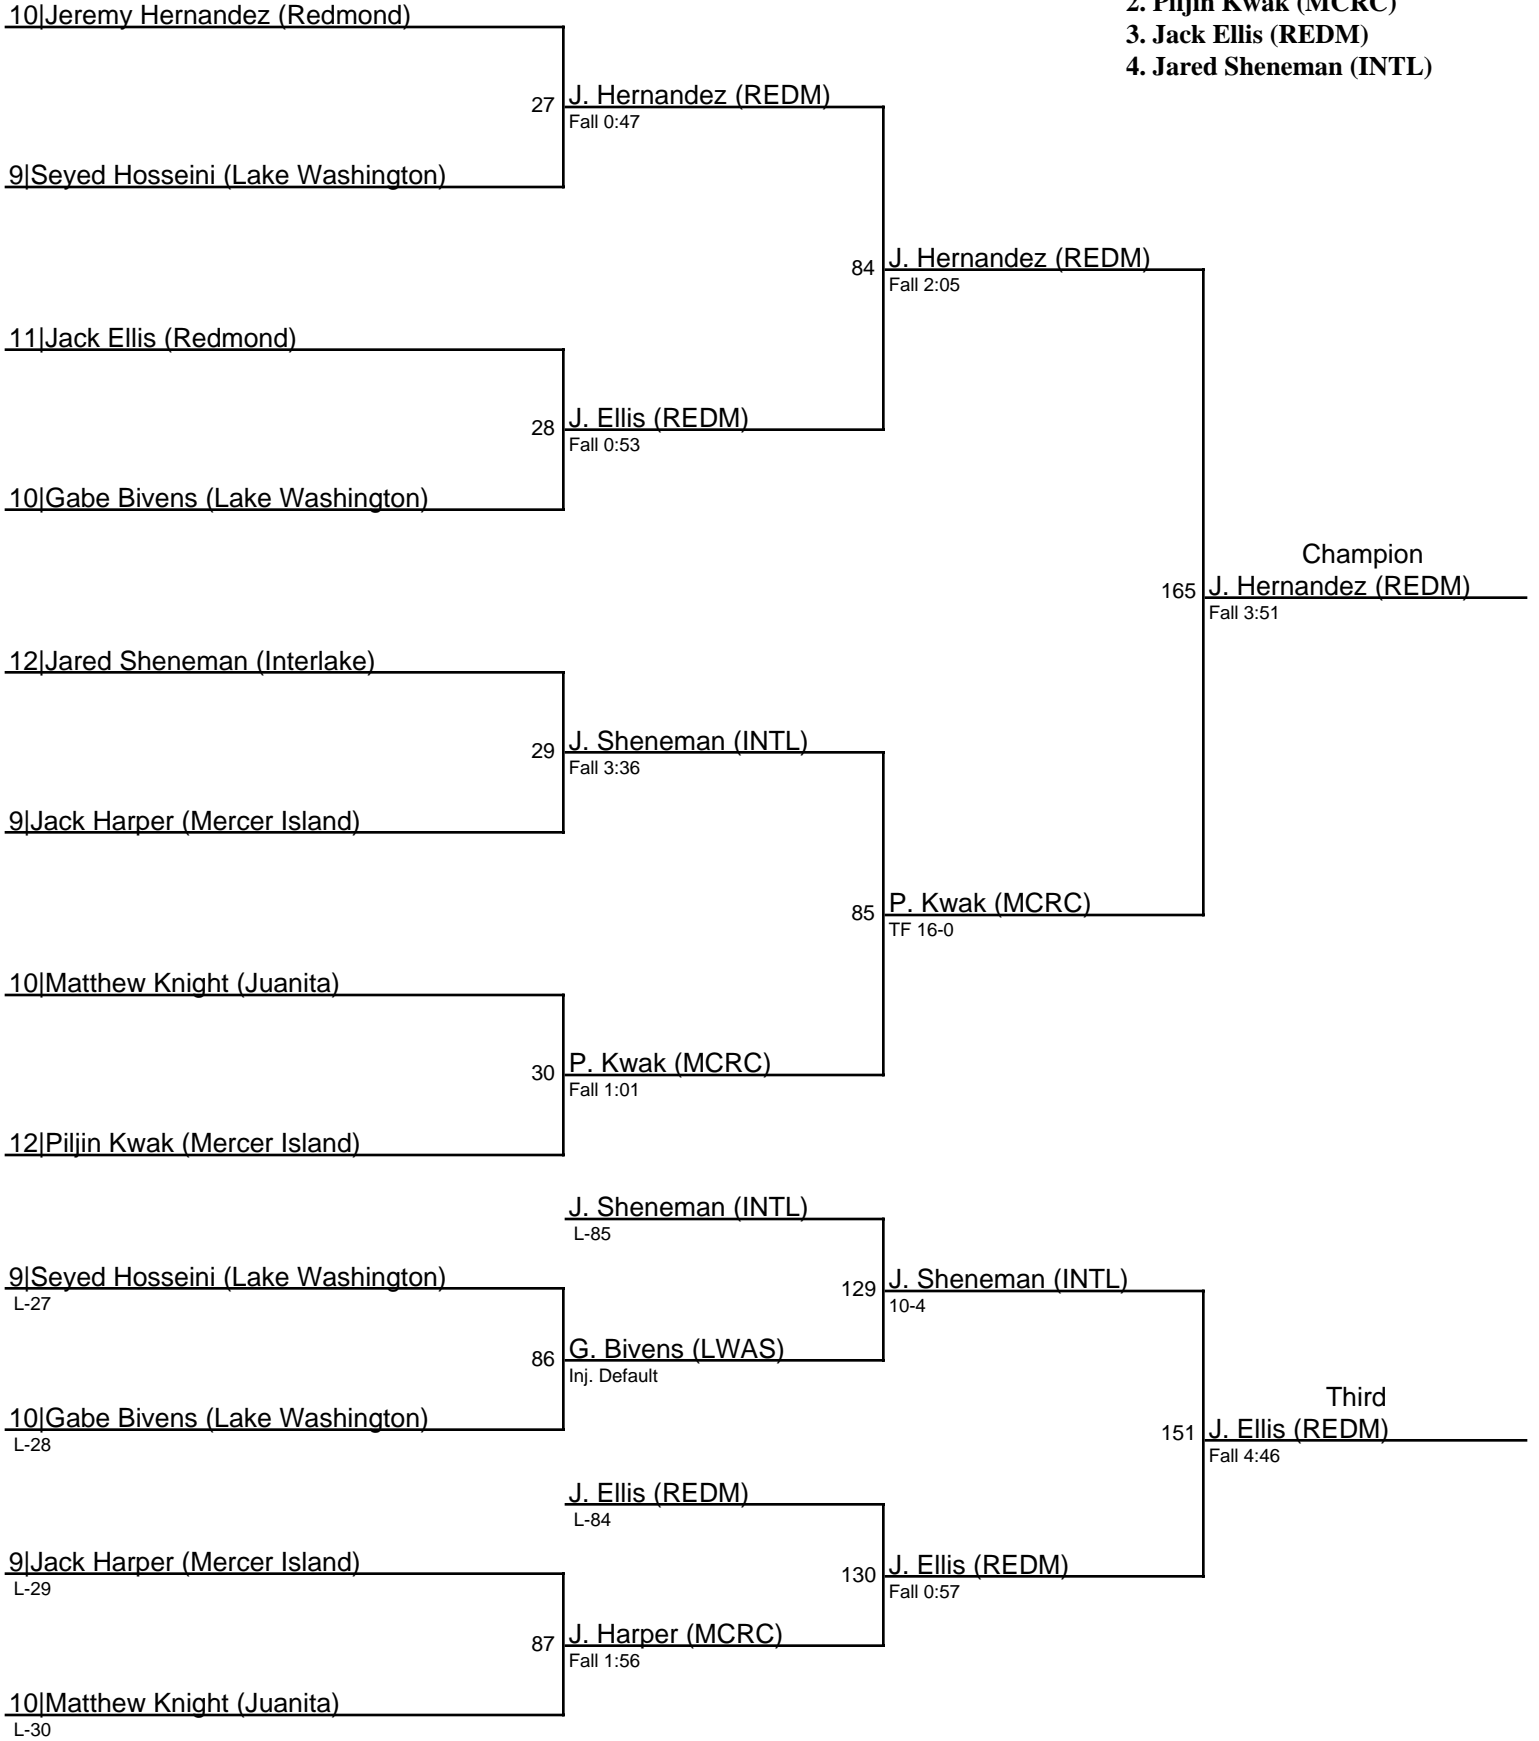 10|Jeremy Hernandez (Redmond)
2. Piljin Kwak (MCRC)
3. Jack Ellis (REDM)
4. Jared Sheneman (INTL)
27 J. Hernandez (REDM)
Fall 0:47
9|Seyed Hosseini (Lake Washington)
84 J. Hernandez (REDM)
Fall 2:05
11|Jack Ellis (Redmond)
28 J. Ellis (REDM)
Fall 0:53
10|Gabe Bivens (Lake Washington)
Champion
165 J. Hernandez (REDM)
Fall 3:51
12|Jared Sheneman (Interlake)
29 J. Sheneman (INTL)
Fall 3:36
9|Jack Harper (Mercer Island)
85 P. Kwak (MCRC)
TF 16-0
10|Matthew Knight (Juanita)
30 P. Kwak (MCRC)
Fall 1:01
12|Piljin Kwak (Mercer Island)
J. Sheneman (INTL)
L-85
9|Seyed Hosseini (Lake Washington)
L-27
129 J. Sheneman (INTL)
10-4
86 G. Bivens (LWAS)
Inj. Default
10|Gabe Bivens (Lake Washington)
L-28
Third
151 J. Ellis (REDM)
Fall 4:46
J. Ellis (REDM)
L-84
9|Jack Harper (Mercer Island)
L-29
130 J. Ellis (REDM)
Fall 0:57
87 J. Harper (MCRC)
Fall 1:56
10|Matthew Knight (Juanita)
L-30